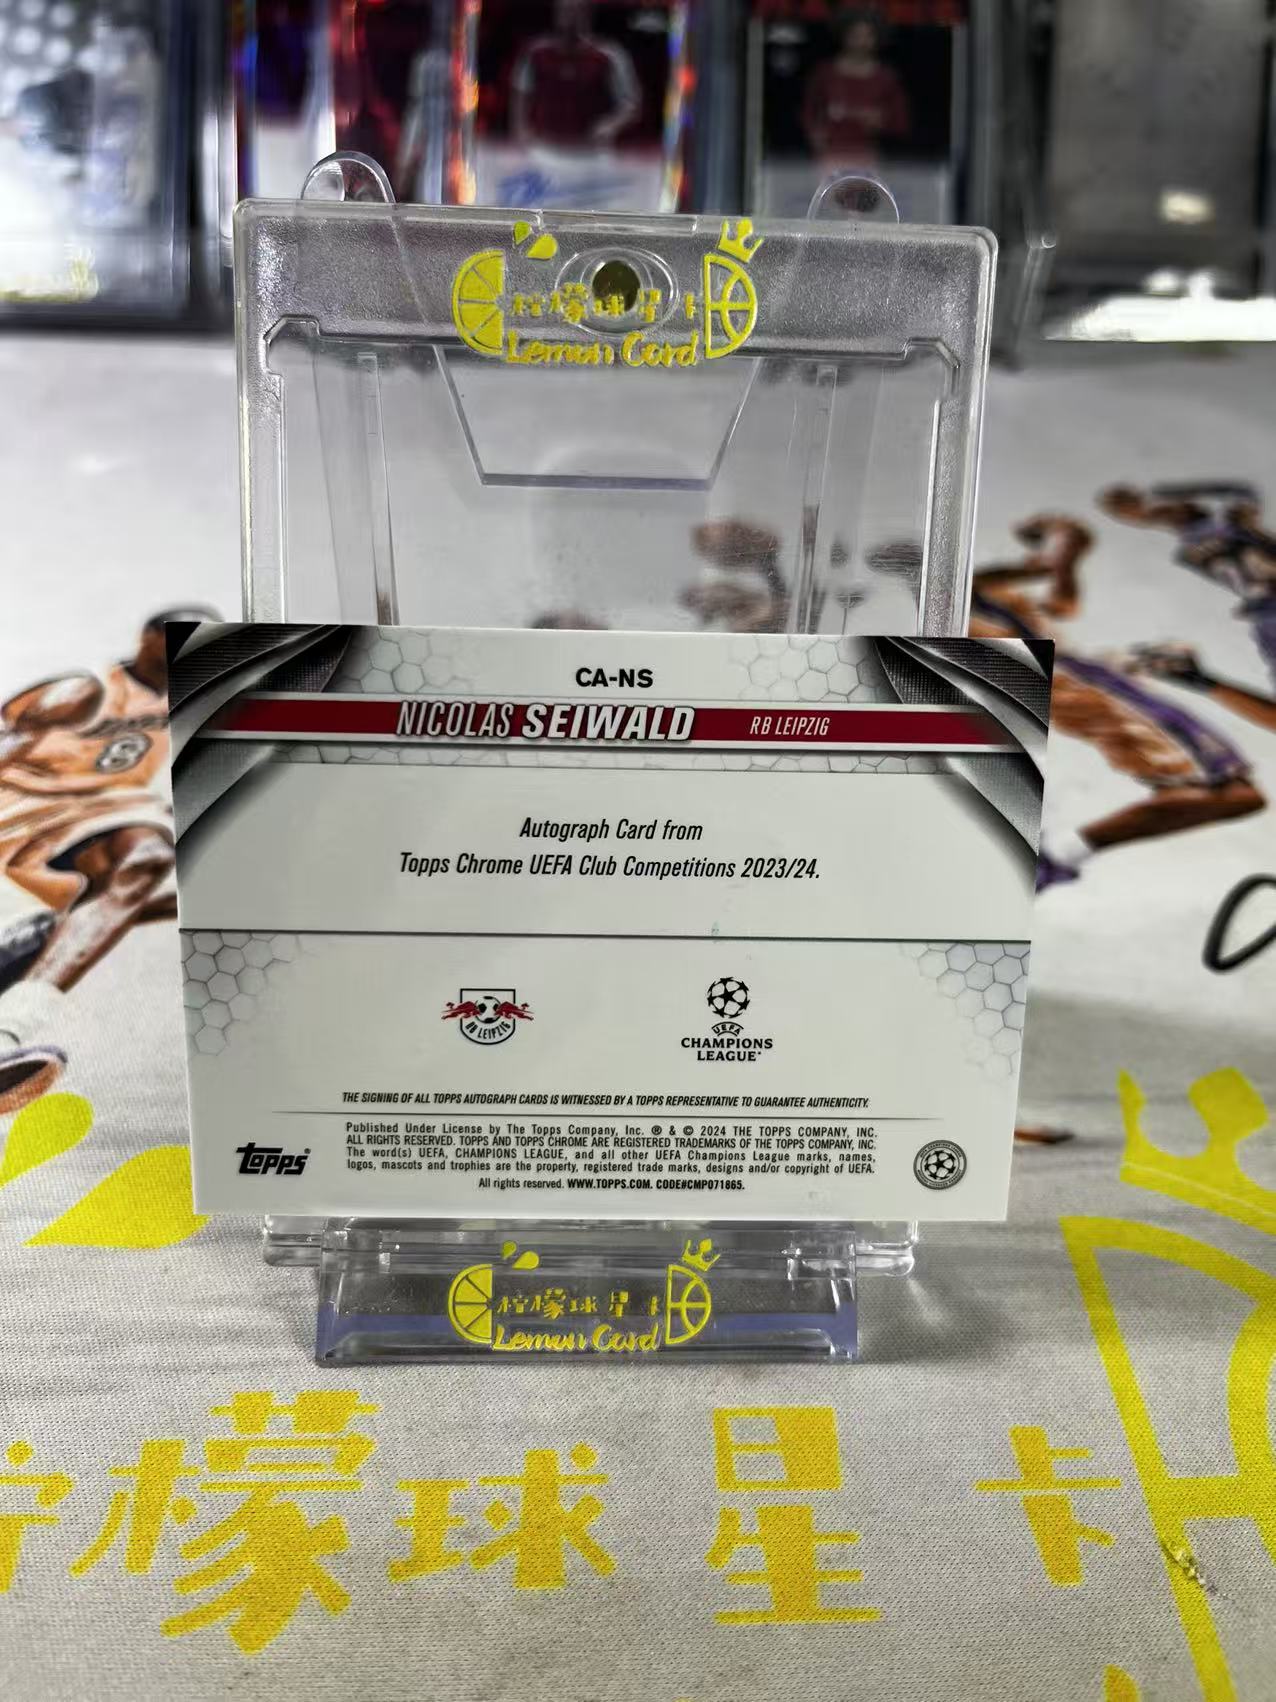 柠檬球星卡
Lemon Card
CA-NS
NICOLAS SEIWALD RB LEIPZIG
Autograph Card from
Topps Chrome UEFA Club Competitions 2023/24.
RB LEIPZIG
UEFA
CHAMPIONS
LEAGUE
THE SIGNING OF ALL TOPPS AUTOGRAPH CARDS IS WITNESSED BY A TOPPS REPRESENTATIVE TO GUARANTEE AUTHENTICITY.
Published Under License by The Topps Company, Inc. ® & © 2024 THE TOPPS COMPANY, INC.
ALL RIGHTS RESERVED. TOPPS AND TOPPS CHROME ARE REGISTERED TRADEMARKS OF THE TOPPS COMPANY, INC.
The word(s) UEFA, CHAMPIONS LEAGUE, and all other UEFA Champions League marks, names,
logos, mascots and trophies are the property, registered trade marks, designs and/or copyright of UEFA.
All rights reserved. WWW.TOPPS.COM. CODE#CMP071865.
topps
柠檬球星卡
Lemon Card
柠檬球星卡